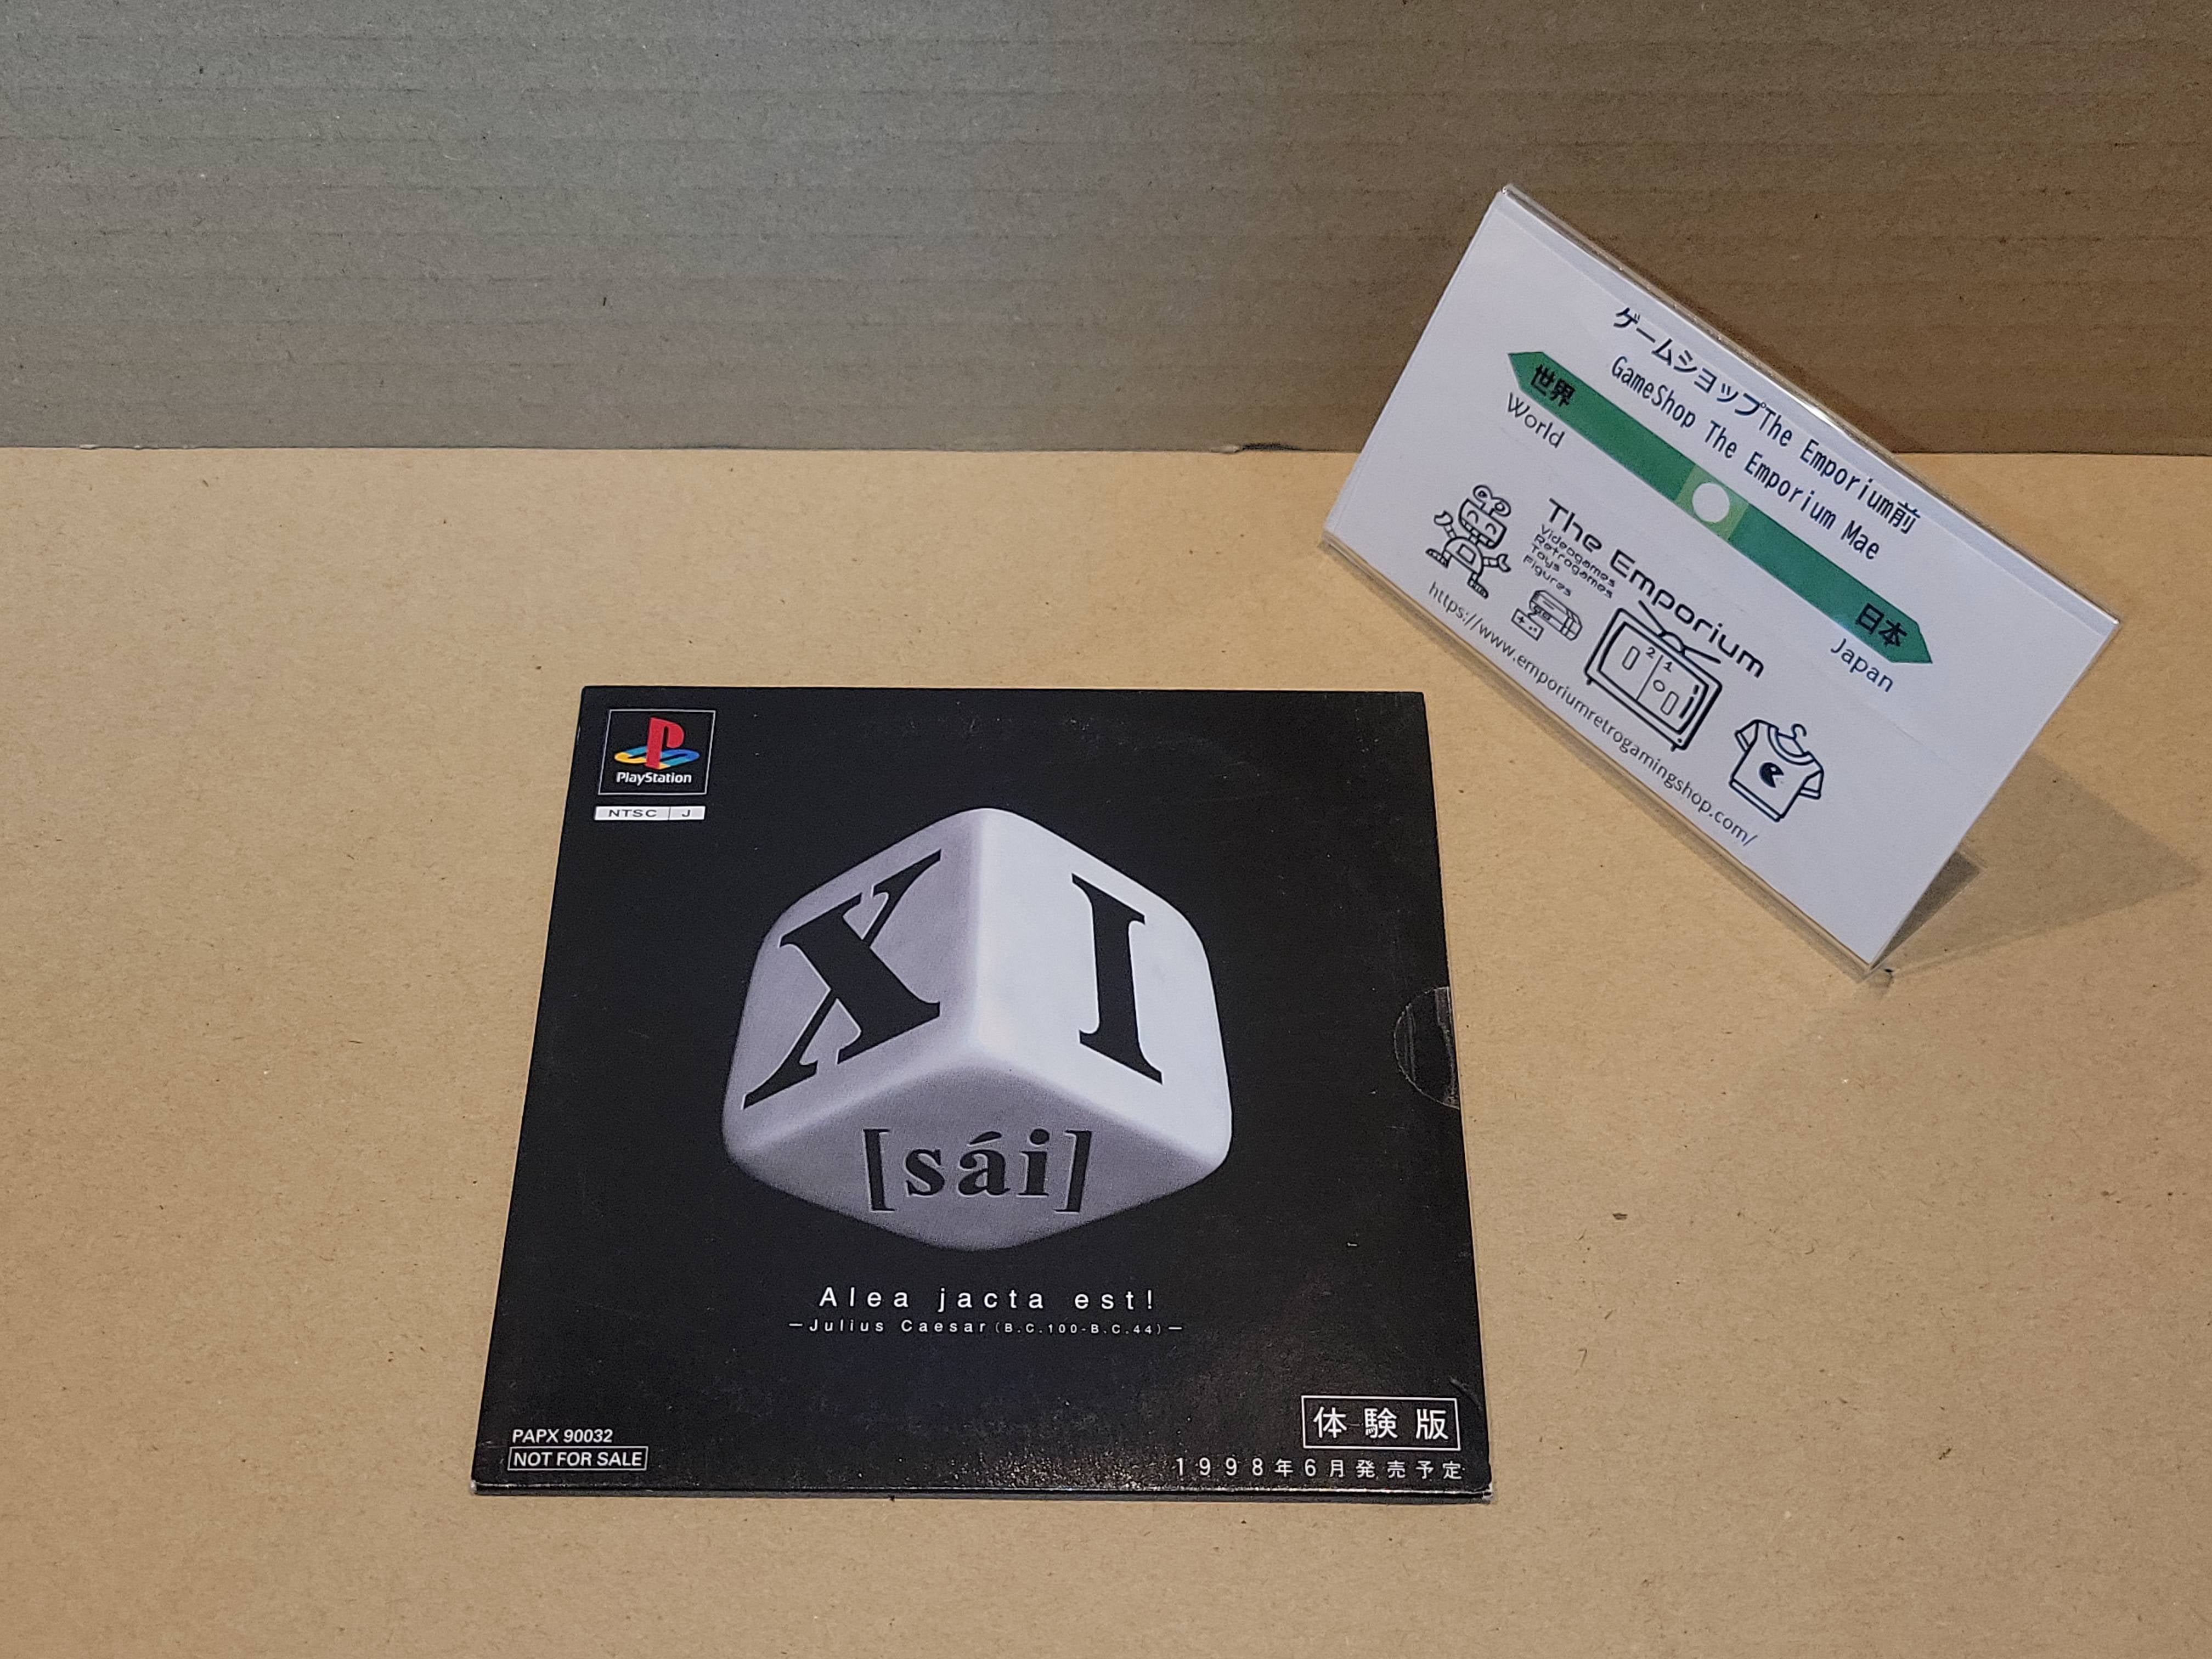 ゲームショップThe Emporium前
GameShop The Emporium Mae
世界
World
日本
Japan
The Emporium
Videogames
Retrogames
Toys
Figures
2 1
https://www.emporiumretrogamingshop.com/
PlayStation
NTSC J
X I
[sái]
Alea jacta est!
—Julius Caesar (B.C.100-B.C.44)—
PAPX 90032
NOT FOR SALE
体験版
1998年6月発売予定